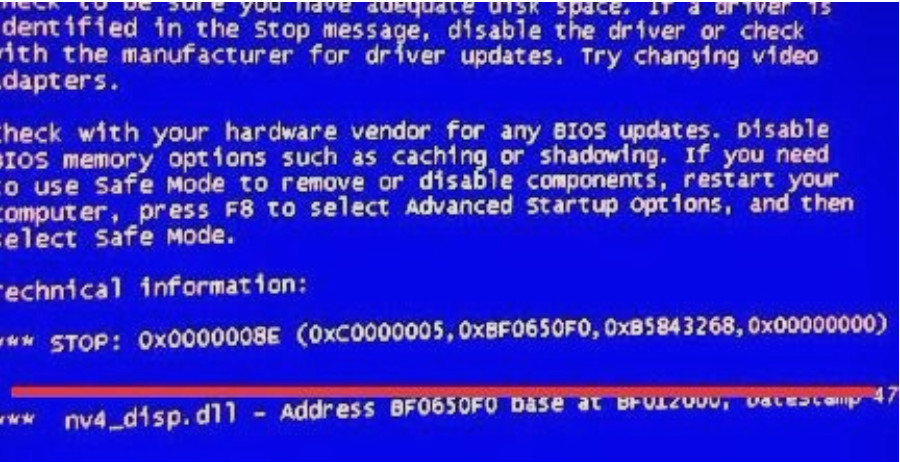 heck to be sure you have adequate disk space. If a driver is
dentified in the Stop message, disable the driver or check
ith the manufacturer for driver updates. Try changing video
dapters.
heck with your hardware vendor for any BIOS updates. Disable
BIOS memory options such as caching or shadowing. If you need
o use Safe Mode to remove or disable components, restart your
omputer, press F8 to select Advanced Startup Options, and then
elect Safe Mode.
echnical information:
*** STOP: 0x0000008E (0xC0000005,0xBF0650F0,0xB5843268,0x00000000)
*** nv4_disp.dll - Address BF0650F0 base at BF012000, Datestamp 47